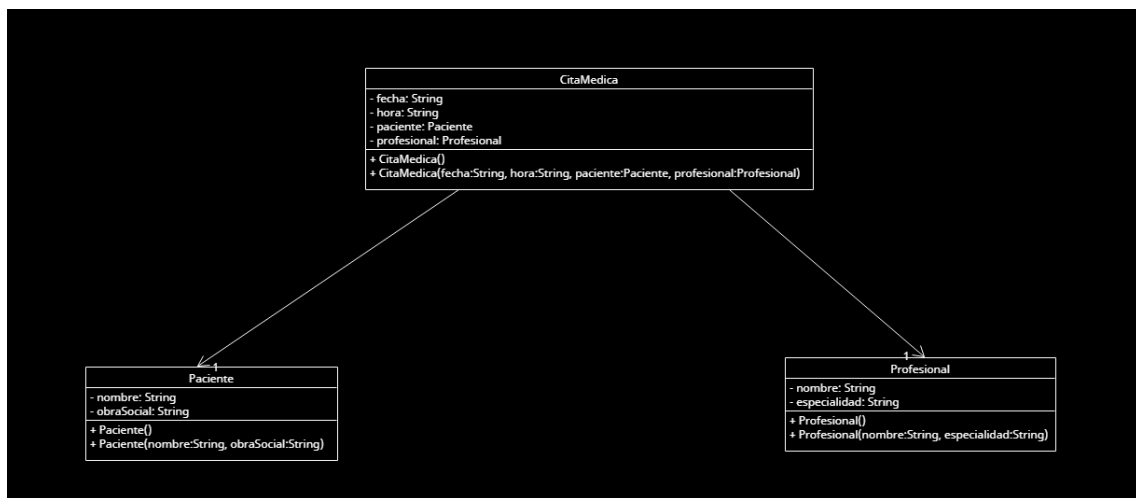 CitaMedica
- fecha: String
- hora: String
- paciente: Paciente
- profesional: Profesional
+ CitaMedica()
+ CitaMedica(fecha:String, hora:String, paciente:Paciente, profesional:Profesional)
1
Paciente
- nombre: String
- obraSocial: String
+ Paciente()
+ Paciente(nombre:String, obraSocial:String)
1
Profesional
- nombre: String
- especialidad: String
+ Profesional()
+ Profesional(nombre:String, especialidad:String)